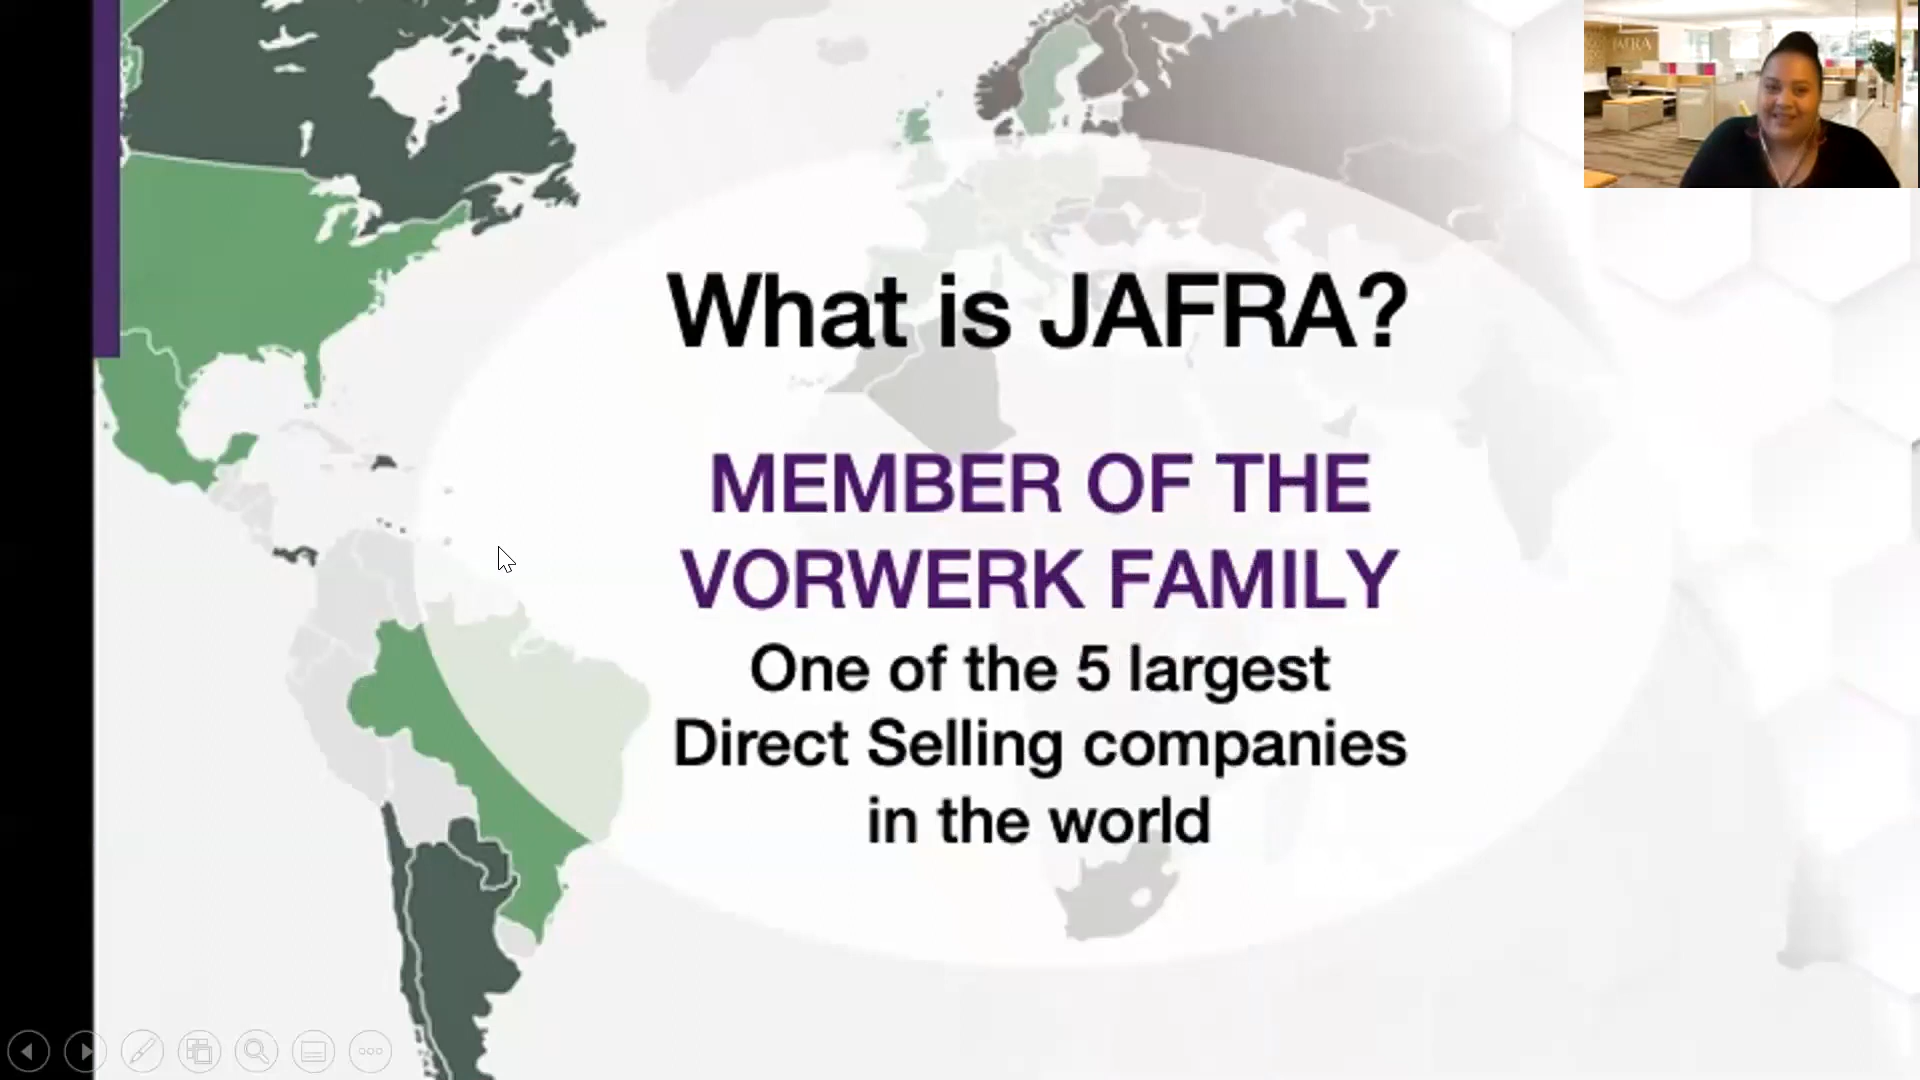 JAFRA
What is JAFRA?
MEMBER OF THE
VORWERK FAMILY
One of the 5 largest
Direct Selling companies
in the world